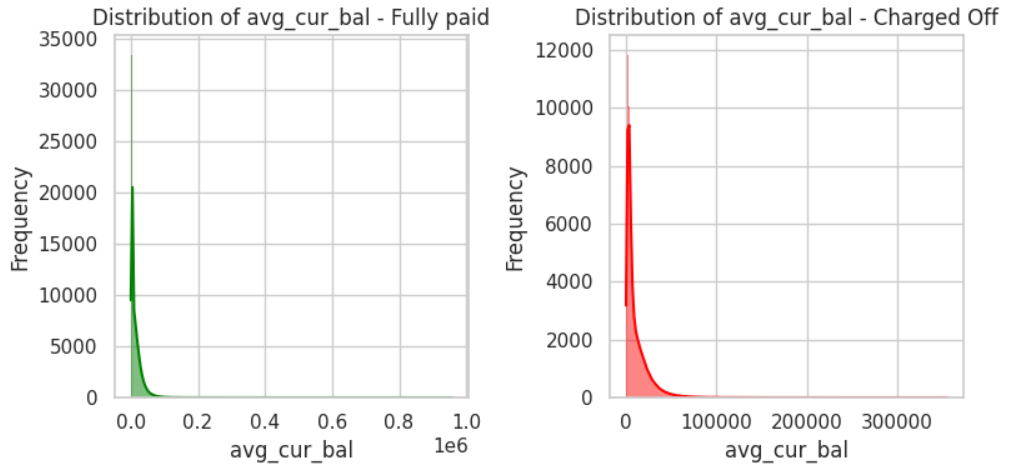 Distribution of avg_cur_bal - Fully paid
35000
30000
25000
20000
15000
10000
5000
0
Frequency
0.0 0.2 0.4 0.6 0.8 1.0
1e6
avg_cur_bal
Distribution of avg_cur_bal - Charged Off
12000
10000
8000
6000
4000
2000
0
Frequency
0 100000 200000 300000
avg_cur_bal